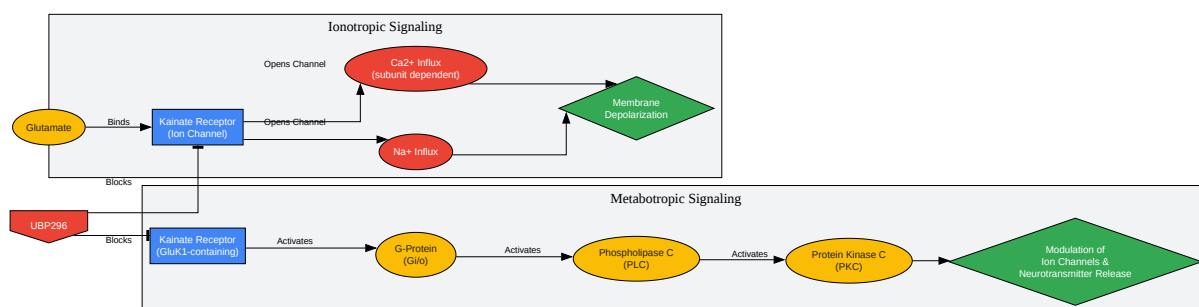 Ionotropic Signaling
Opens Channel
Ca2+ Influx
(subunit dependent)
Glutamate
Binds
Kainate Receptor
(Ion Channel)
Opens Channel
Na+ Influx
Membrane
Depolarization
Blocks
Metabotropic Signaling
UBP296
Blocks
Kainate Receptor
(GluK1-containing)
Activates
G-Protein
(Gi/o)
Activates
Phospholipase C
(PLC)
Activates
Protein Kinase C
(PKC)
Modulation of
Ion Channels &
Neurotransmitter Release